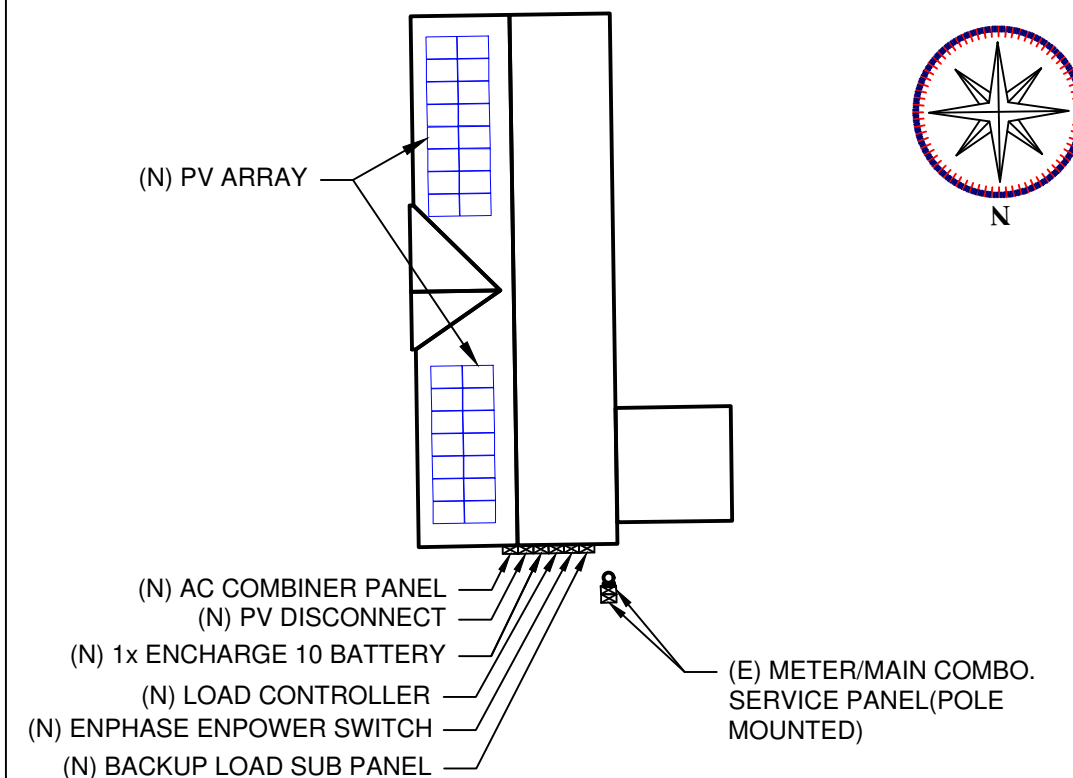 (N) PV ARRAY
N
(N) AC COMBINER PANEL
(N) PV DISCONNECT
(N) 1x ENCHARGE 10 BATTERY
(N) LOAD CONTROLLER
(N) ENPHASE ENPOWER SWITCH
(N) BACKUP LOAD SUB PANEL
(E) METER/MAIN COMBO.
SERVICE PANEL(POLE
MOUNTED)